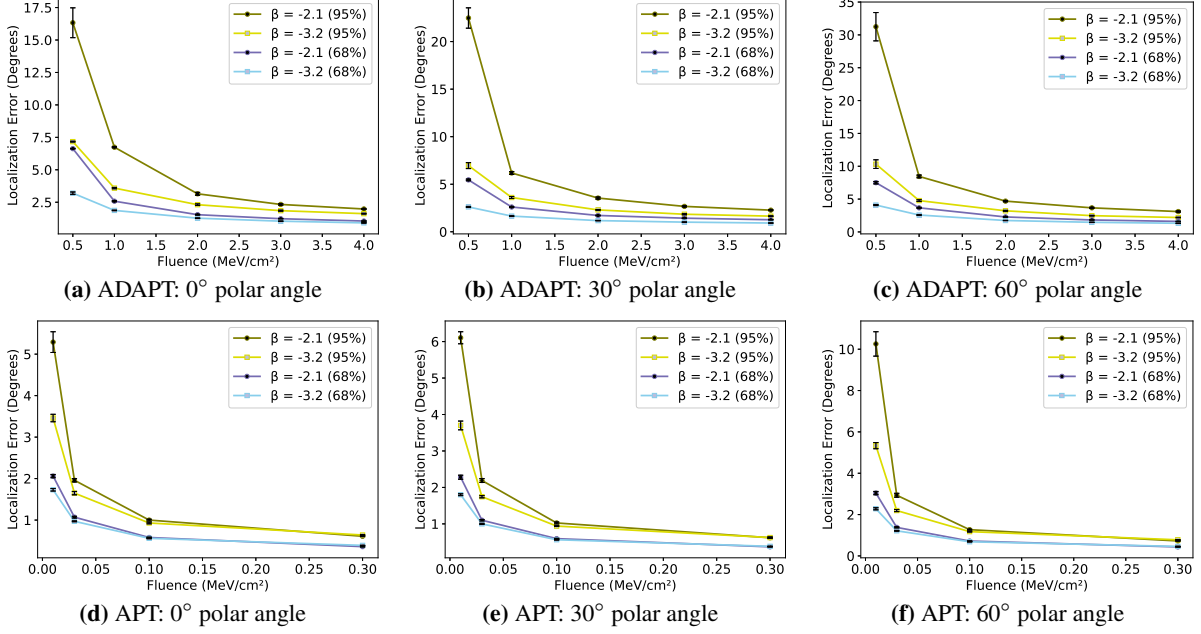 Localization Error (Degrees)
17.5
15.0
12.5
10.0
7.5
5.0
2.5
0.5 1.0 1.5 2.0 2.5 3.0 3.5 4.0
Fluence (MeV/cm²)
β = -2.1 (95%)
β = -3.2 (95%)
β = -2.1 (68%)
β = -3.2 (68%)
(a) ADAPT: 0° polar angle
Localization Error (Degrees)
20
15
10
5
0
0.5 1.0 1.5 2.0 2.5 3.0 3.5 4.0
Fluence (MeV/cm²)
β = -2.1 (95%)
β = -3.2 (95%)
β = -2.1 (68%)
β = -3.2 (68%)
(b) ADAPT: 30° polar angle
Localization Error (Degrees)
35
30
25
20
15
10
5
0
0.5 1.0 1.5 2.0 2.5 3.0 3.5 4.0
Fluence (MeV/cm²)
β = -2.1 (95%)
β = -3.2 (95%)
β = -2.1 (68%)
β = -3.2 (68%)
(c) ADAPT: 60° polar angle
Localization Error (Degrees)
5
4
3
2
1
0.00 0.05 0.10 0.15 0.20 0.25 0.30
Fluence (MeV/cm²)
β = -2.1 (95%)
β = -3.2 (95%)
β = -2.1 (68%)
β = -3.2 (68%)
(d) APT: 0° polar angle
Localization Error (Degrees)
6
5
4
3
2
1
0.00 0.05 0.10 0.15 0.20 0.25 0.30
Fluence (MeV/cm²)
β = -2.1 (95%)
β = -3.2 (95%)
β = -2.1 (68%)
β = -3.2 (68%)
(e) APT: 30° polar angle
Localization Error (Degrees)
10
8
6
4
2
0
0.00 0.05 0.10 0.15 0.20 0.25 0.30
Fluence (MeV/cm²)
β = -2.1 (95%)
β = -3.2 (95%)
β = -2.1 (68%)
β = -3.2 (68%)
(f) APT: 60° polar angle